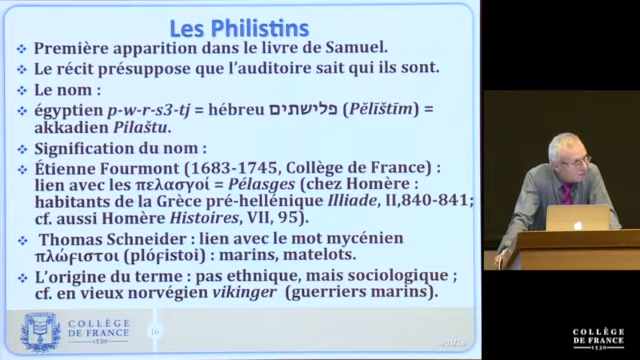 Les Philistins
❖ Première apparition dans le livre de Samuel.
❖ Le récit présuppose que l’auditoire sait qui ils sont.
❖ Le nom :
❖ égyptien p-w-r-s3-tj = hébreu פלישתים (Pĕlīštīm) =
akkadien Pilaštu.
❖ Signification du nom :
❖ Étienne Fourmont (1683-1745, Collège de France) :
lien avec les πελασγοί = Pélasges (chez Homère :
habitants de la Grèce pré-hellénique Illiade, II,840-841;
cf. aussi Homère Histoires, VII, 95).
❖ Thomas Schneider : lien avec le mot mycénien
πλώϝιστοι (plóϝistoi) : marins, matelots.
❖ L’origine du terme : pas ethnique, mais sociologique ;
cf. en vieux norvégien vikinger (guerriers marins).
COLLÈGE
DE FRANCE
1530
16
COLLÈGE
DE FRANCE
1530